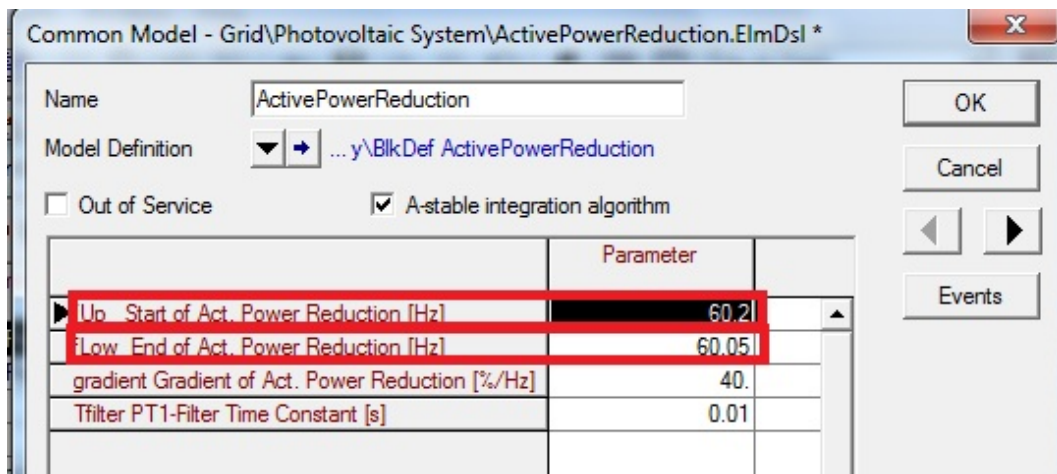 Common Model - Grid\Photovoltaic System\ActivePowerReduction.ElmDsl *
Name ActivePowerReduction OK
Model Definition ... y\BlkDef ActivePowerReduction
Cancel
Out of Service A-stable integration algorithm
Parameter
Events
fUp Start of Act. Power Reduction [Hz] 60.2
fLow End of Act. Power Reduction [Hz] 60.05
gradient Gradient of Act. Power Reduction [%/Hz] 40.
Tfilter PT1-Filter Time Constant [s] 0.01